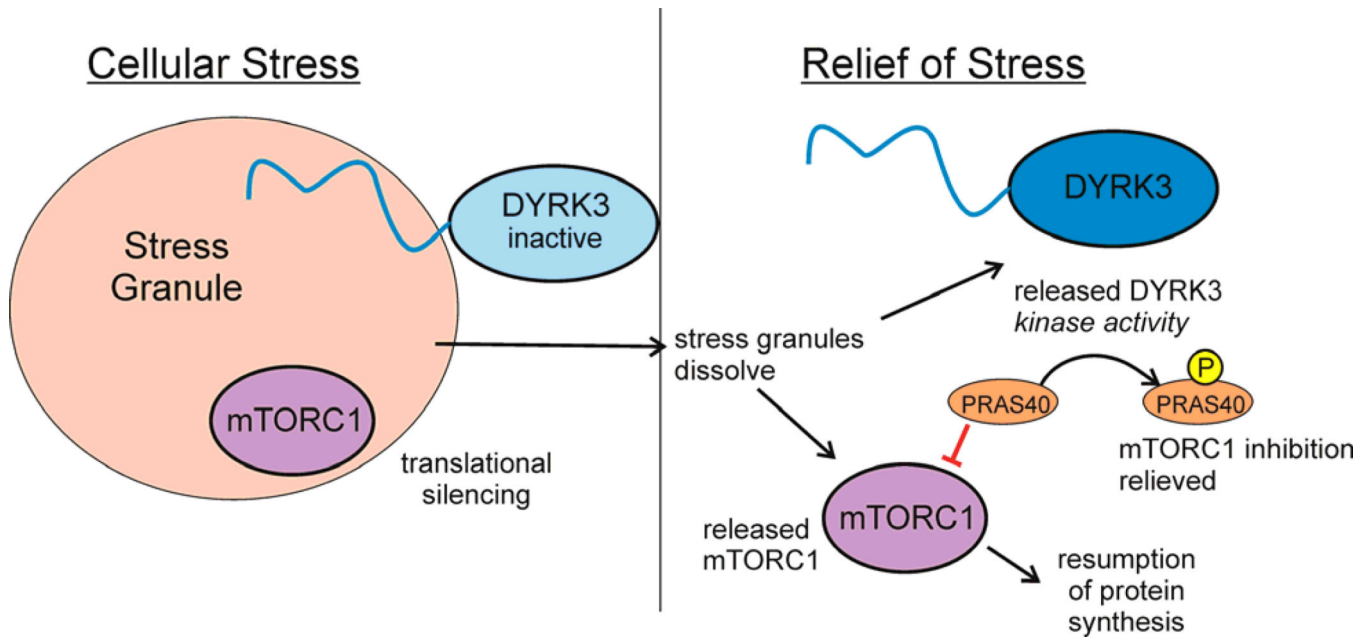 Cellular Stress
Stress
Granule
DYRK3
inactive
mTORC1
translational
silencing
Relief of Stress
DYRK3
released DYRK3
kinase activity
stress granules
dissolve
P
PRAS40
PRAS40
mTORC1 inhibition
relieved
released
mTORC1
mTORC1
resumption
of protein
synthesis